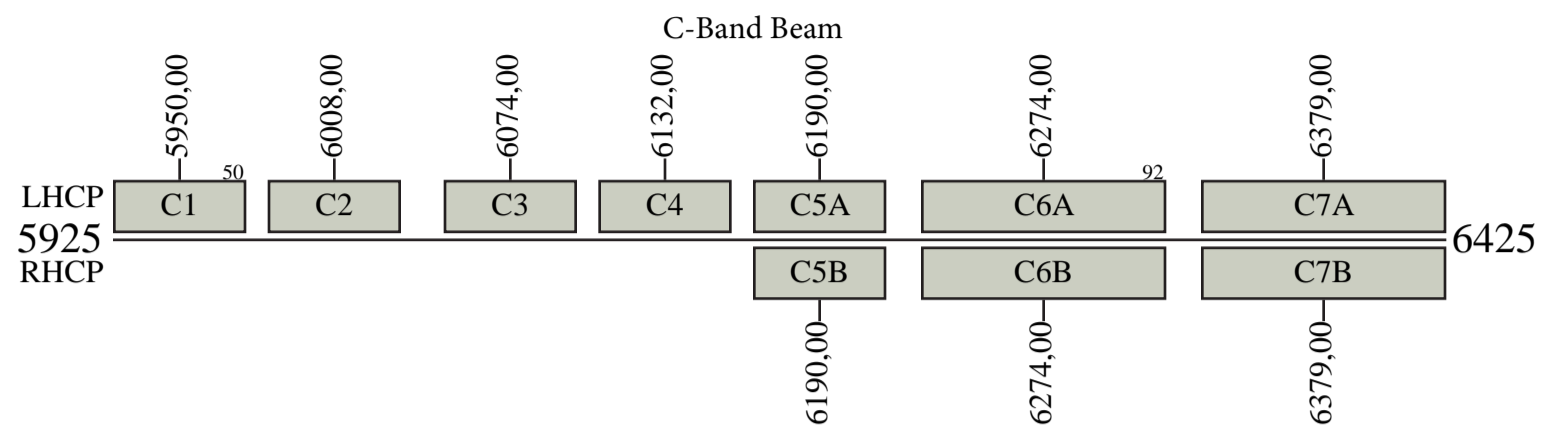 C-Band Beam
5950,00 6008,00 6074,00 6132,00 6190,00 6274,00 6379,00
50 92
LHCP C1 C2 C3 C4 C5A C6A C7A
5925 6425
RHCP C5B C6B C7B
6190,00 6274,00 6379,00